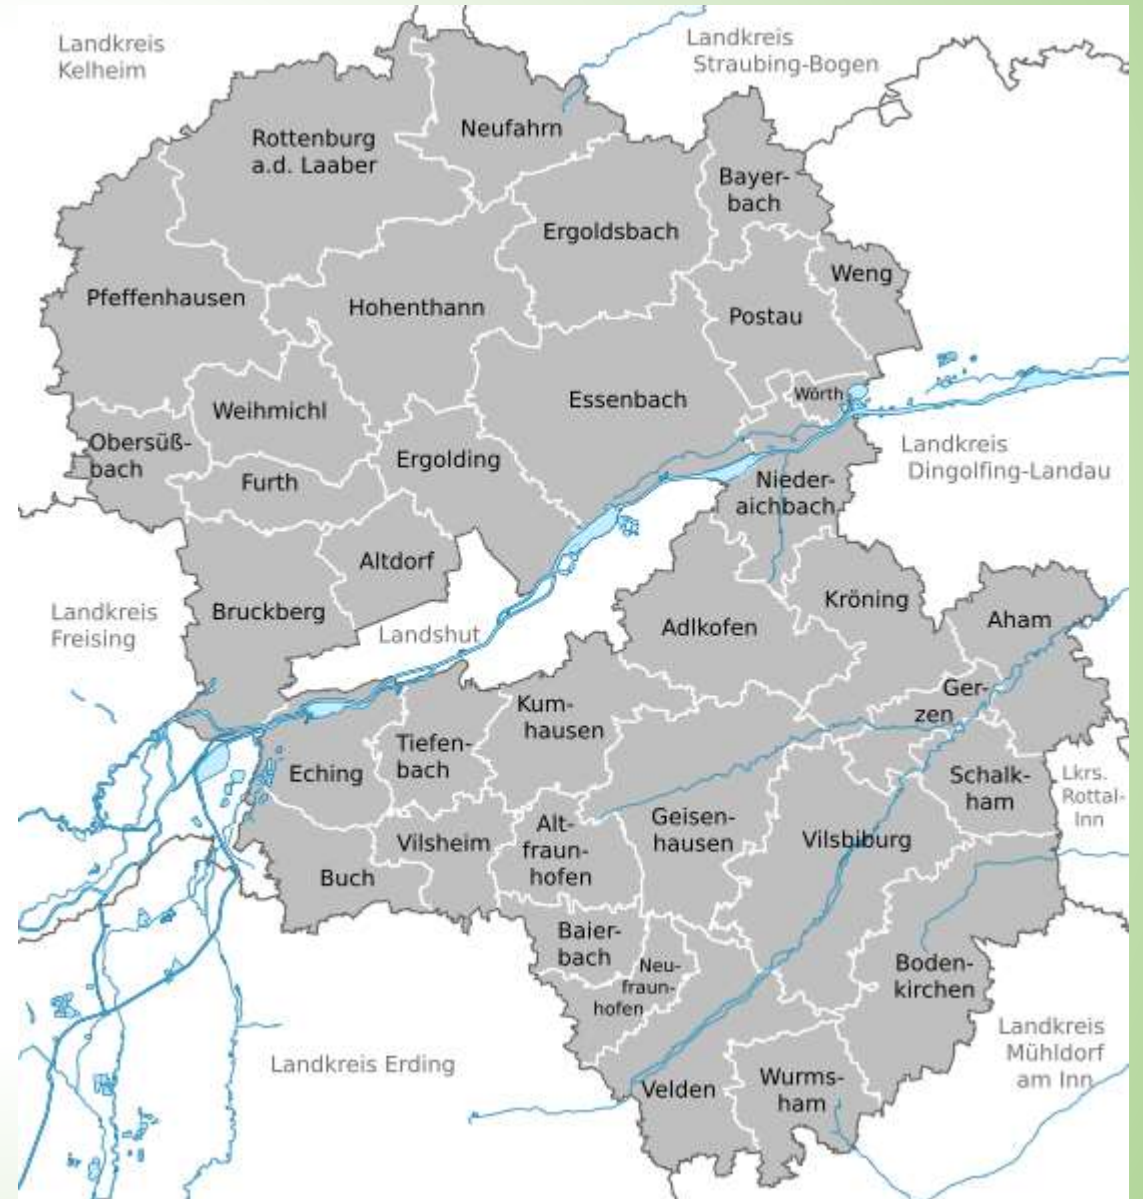 Landkreis
Kelheim
Landkreis
Straubing-Bogen
Rottenburg
a.d. Laaber
Neufahrn
Bayer-
bach
Ergoldsbach
Weng
Pfeffenhausen
Hohenthann
Postau
Wörth
Essenbach
Weihmichl
Obersüß-
bach
Landkreis
Dingolfing-Landau
Ergolding
Furth
Nieder-
aichbach
Altdorf
Landkreis
Freising
Bruckberg
Landshut
Adlkofen
Kröning
Aham
Ger-
zen
Kum-
hausen
Tiefen-
bach
Eching
Schalk-
ham
Lkrs.
Rottal-
Inn
Geisen-
hausen
Vilsbiburg
Alt-
fraun-
hofen
Vilsheim
Buch
Baier-
bach
Neu-
fraun-
hofen
Boden-
kirchen
Landkreis
Mühldorf
am Inn
Landkreis Erding
Velden
Wurms-
ham